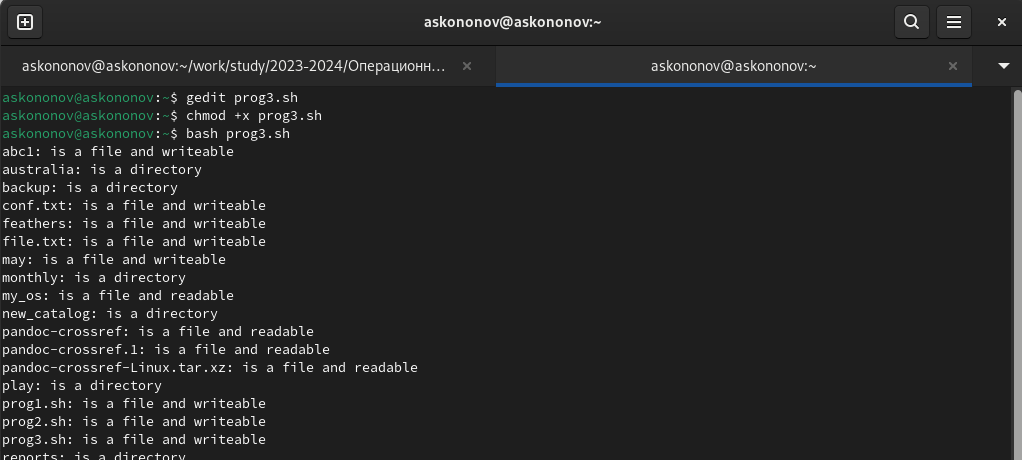 askononov@askononov:~
askononov@askononov:~/work/study/2023-2024/Операционн...
askononov@askononov:~
askononov@askononov:~$ gedit prog3.sh
askononov@askononov:~$ chmod +x prog3.sh
askononov@askononov:~$ bash prog3.sh
abc1: is a file and writeable
australia: is a directory
backup: is a directory
conf.txt: is a file and writeable
feathers: is a file and writeable
file.txt: is a file and writeable
may: is a file and writeable
monthly: is a directory
my_os: is a file and readable
new_catalog: is a directory
pandoc-crossref: is a file and readable
pandoc-crossref.1: is a file and readable
pandoc-crossref-Linux.tar.xz: is a file and readable
play: is a directory
prog1.sh: is a file and writeable
prog2.sh: is a file and writeable
prog3.sh: is a file and writeable
reports: is a directory